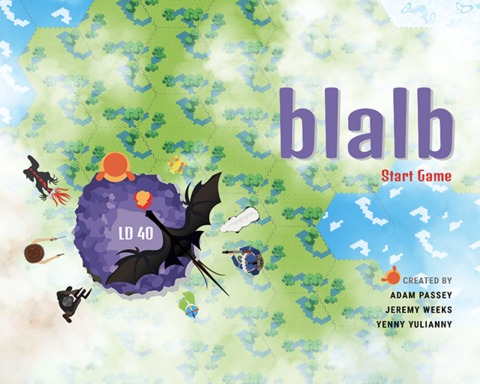 blalb
Start Game
LD 40
CREATED BY
ADAM PASSEY
JEREMY WEEKS
YENNY YULIANNY